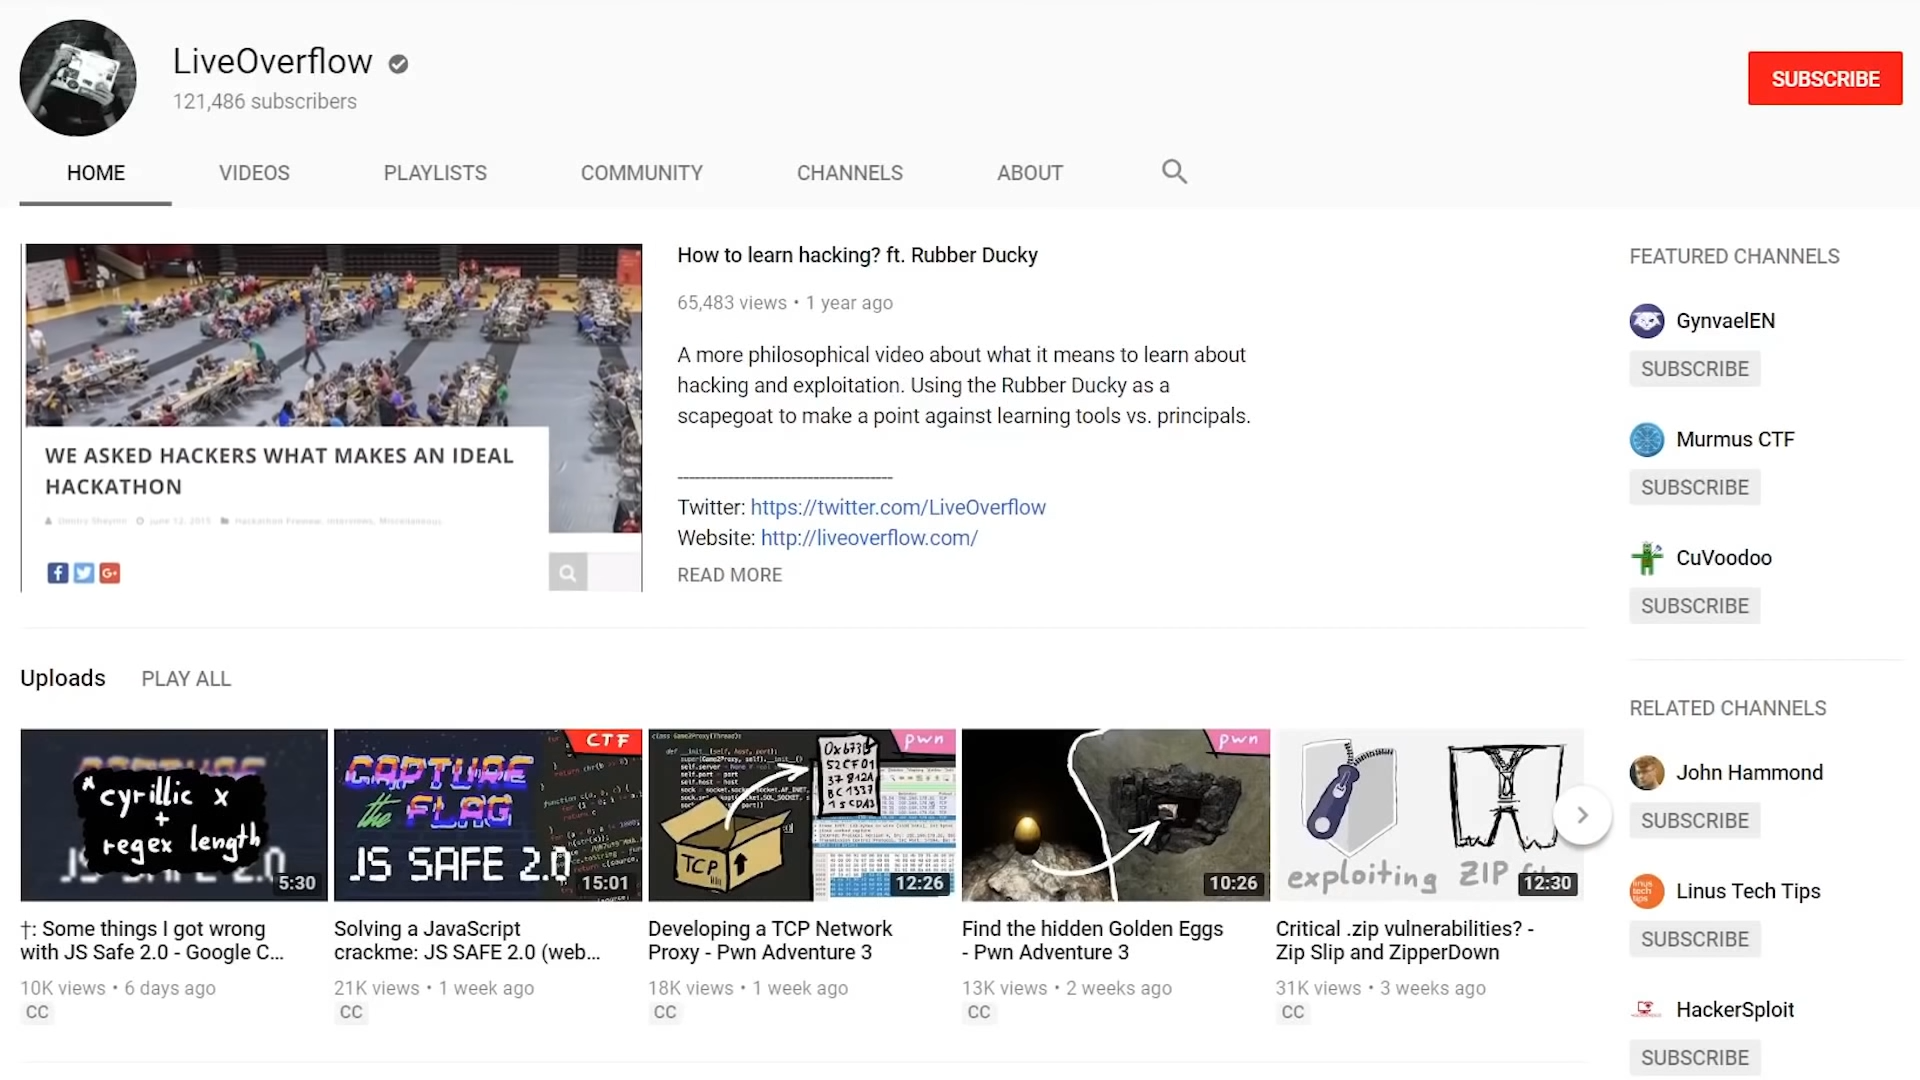 LiveOverflow
121,486 subscribers
SUBSCRIBE
HOME
VIDEOS
PLAYLISTS
COMMUNITY
CHANNELS
ABOUT
WE ASKED HACKERS WHAT MAKES AN IDEAL
HACKATHON
June 12, 2015
How to learn hacking? ft. Rubber Ducky
65,483 views • 1 year ago
A more philosophical video about what it means to learn about
hacking and exploitation. Using the Rubber Ducky as a
scapegoat to make a point against learning tools vs. principals.
------------------------------------
Twitter: https://twitter.com/LiveOverflow
Website: http://liveoverflow.com/
READ MORE
FEATURED CHANNELS
GynvaelEN
SUBSCRIBE
Murmus CTF
SUBSCRIBE
CuVoodoo
SUBSCRIBE
Uploads
PLAY ALL
cyrillic x
+
regex length
5:30
†: Some things I got wrong
with JS Safe 2.0 - Google C...
10K views • 6 days ago
CC
CTF
CAPTURE
the FLAG
JS SAFE 2.0
15:01
Solving a JavaScript
crackme: JS SAFE 2.0 (web...
21K views • 1 week ago
CC
pwn
TCP
12:26
Developing a TCP Network
Proxy - Pwn Adventure 3
18K views • 1 week ago
CC
pwn
10:26
Find the hidden Golden Eggs
- Pwn Adventure 3
13K views • 2 weeks ago
CC
exploiting ZIP
12:30
Critical .zip vulnerabilities? -
Zip Slip and ZipperDown
31K views • 3 weeks ago
CC
RELATED CHANNELS
John Hammond
SUBSCRIBE
linus
tech
tips
Linus Tech Tips
SUBSCRIBE
HackerSploit
SUBSCRIBE